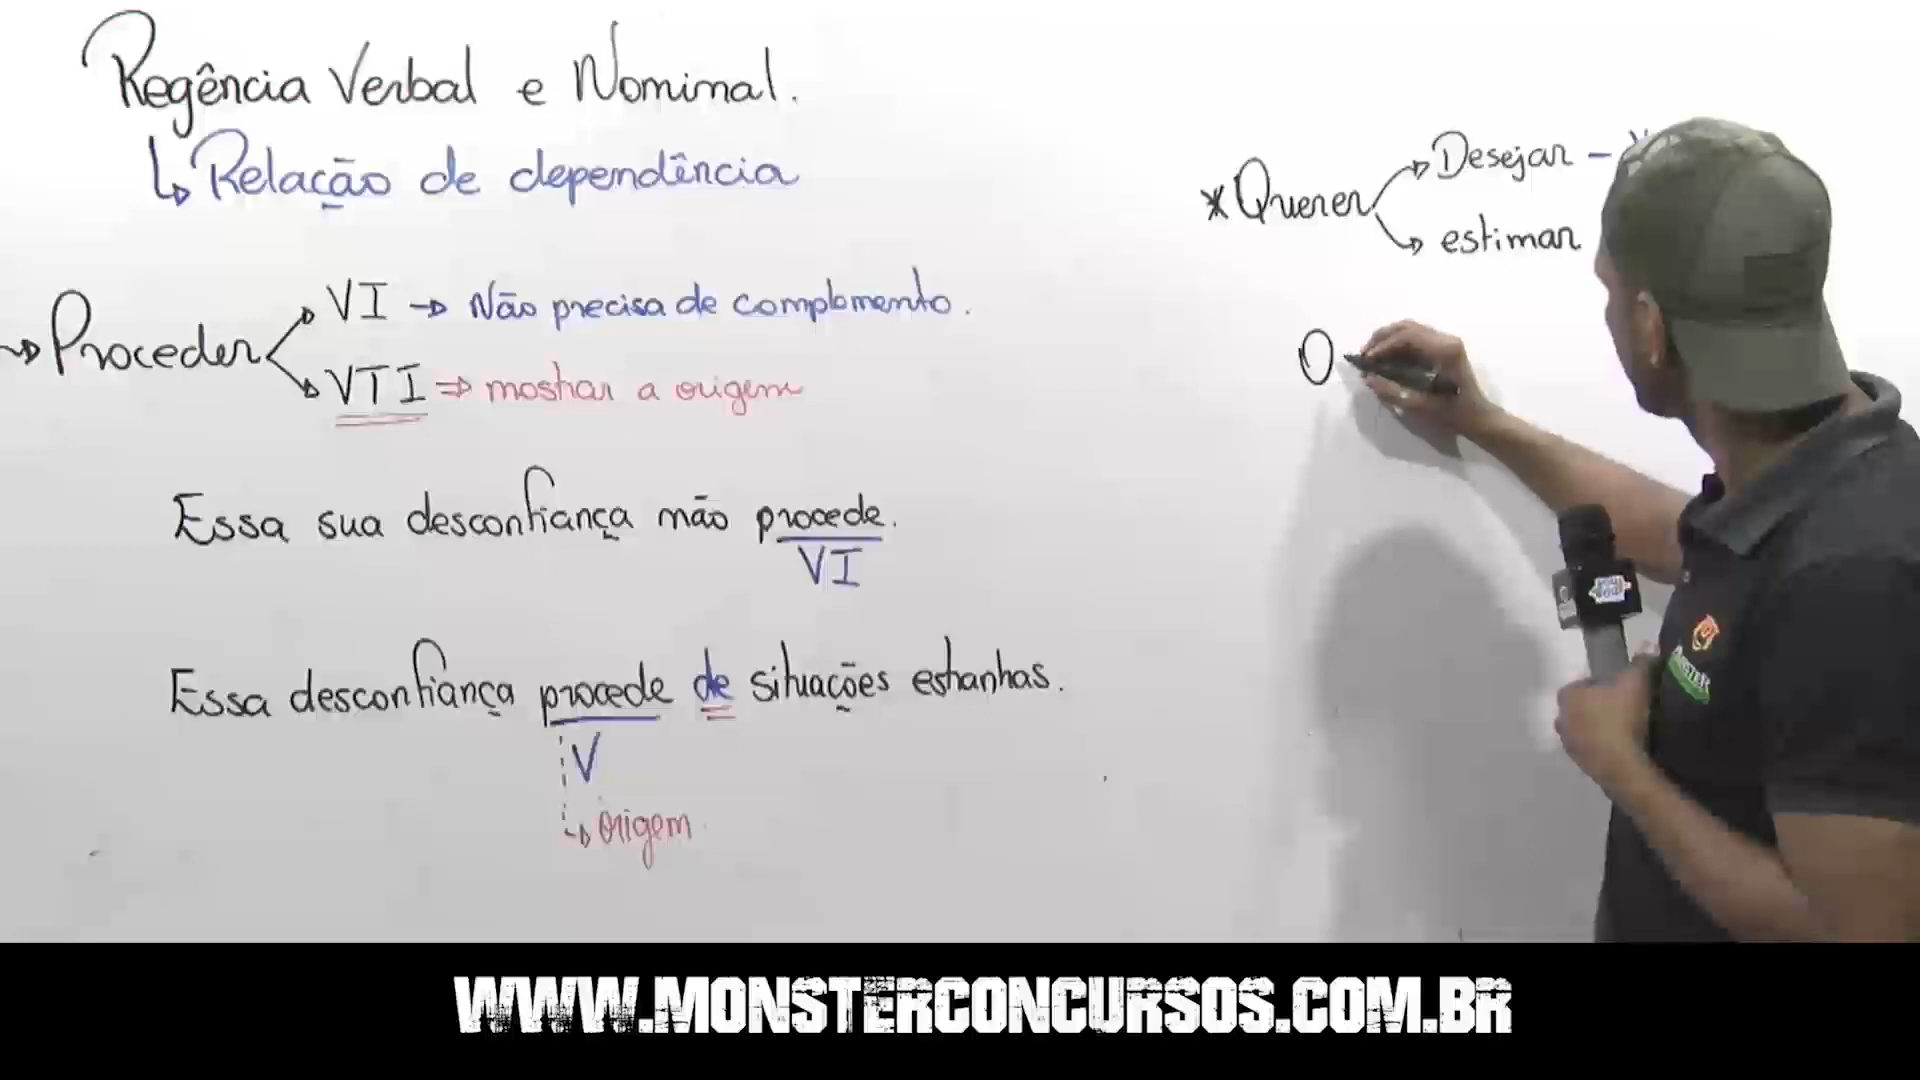 Regência Verbal e Nominal.
↳ Relação de dependência
→ Proceder
VI → Não precisa de complemento.
VTI ⇒ mostrar a origem
Essa sua desconfiança não procede.
VI
Essa desconfiança procede de situações estranhas.
V
↳ origem
* Querer
→ Desejar -
→ estimar
O
WWW.MONSTERCONCURSOS.COM.BR